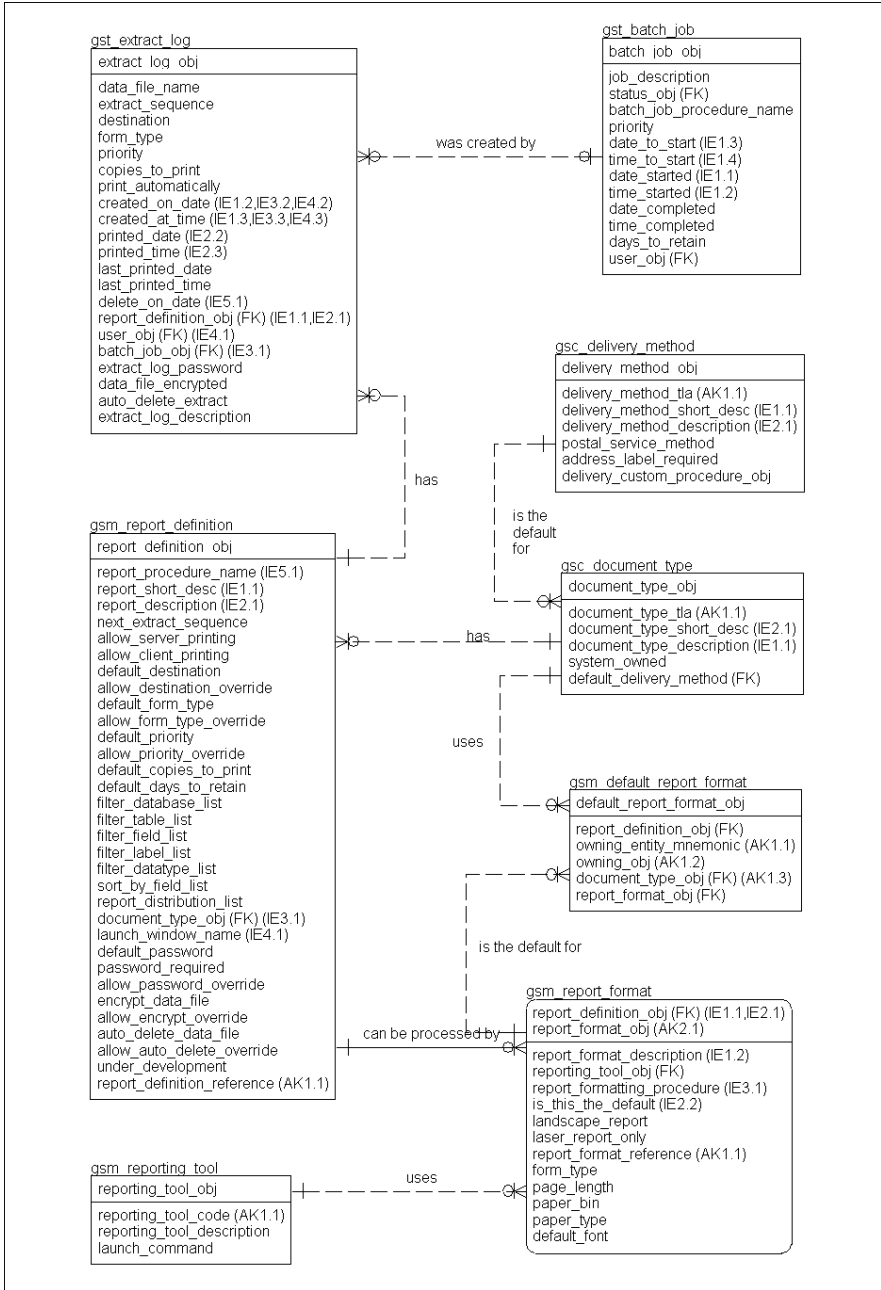 gst_extract_log
extract_log_obj
data_file_name
extract_sequence
destination
form_type
priority
copies_to_print
print_automatically
created_on_date (IE1.2,IE3.2,IE4.2)
created_at_time (IE1.3,IE3.3,IE4.3)
printed_date (IE2.2)
printed_time (IE2.3)
last_printed_date
last_printed_time
delete_on_date (IE5.1)
report_definition_obj (FK) (IE1.1,IE2.1)
user_obj (FK) (IE4.1)
batch_job_obj (FK) (IE3.1)
extract_log_password
data_file_encrypted
auto_delete_extract
extract_log_description
was created by
gst_batch_job
batch_job_obj
job_description
status_obj (FK)
batch_job_procedure_name
priority
date_to_start (IE1.3)
time_to_start (IE1.4)
date_started (IE1.1)
time_started (IE1.2)
date_completed
time_completed
days_to_retain
user_obj (FK)
gsc_delivery_method
delivery_method_obj
delivery_method_tla (AK1.1)
delivery_method_short_desc (IE1.1)
delivery_method_description (IE2.1)
postal_service_method
address_label_required
delivery_custom_procedure_obj
has
is the
default
for
gsm_report_definition
report_definition_obj
report_procedure_name (IE5.1)
report_short_desc (IE1.1)
report_description (IE2.1)
next_extract_sequence
allow_server_printing
allow_client_printing
default_destination
allow_destination_override
default_form_type
allow_form_type_override
default_priority
allow_priority_override
default_copies_to_print
default_days_to_retain
filter_database_list
filter_table_list
filter_field_list
filter_label_list
filter_datatype_list
sort_by_field_list
report_distribution_list
document_type_obj (FK) (IE3.1)
launch_window_name (IE4.1)
default_password
password_required
allow_password_override
encrypt_data_file
allow_encrypt_override
auto_delete_data_file
allow_auto_delete_override
under_development
report_definition_reference (AK1.1)
gsc_document_type
document_type_obj
document_type_tla (AK1.1)
document_type_short_desc (IE2.1)
document_type_description (IE1.1)
system_owned
default_delivery_method (FK)
has
uses
gsm_default_report_format
default_report_format_obj
report_definition_obj (FK)
owning_entity_mnemonic (AK1.1)
owning_obj (AK1.2)
document_type_obj (FK) (AK1.3)
report_format_obj (FK)
is the default for
can be processed by
gsm_report_format
report_definition_obj (FK) (IE1.1,IE2.1)
report_format_obj (AK2.1)
report_format_description (IE1.2)
reporting_tool_obj (FK)
report_formatting_procedure (IE3.1)
is_this_the_default (IE2.2)
landscape_report
laser_report_only
report_format_reference (AK1.1)
form_type
page_length
paper_bin
paper_type
default_font
gsm_reporting_tool
reporting_tool_obj
reporting_tool_code (AK1.1)
reporting_tool_description
launch_command
uses